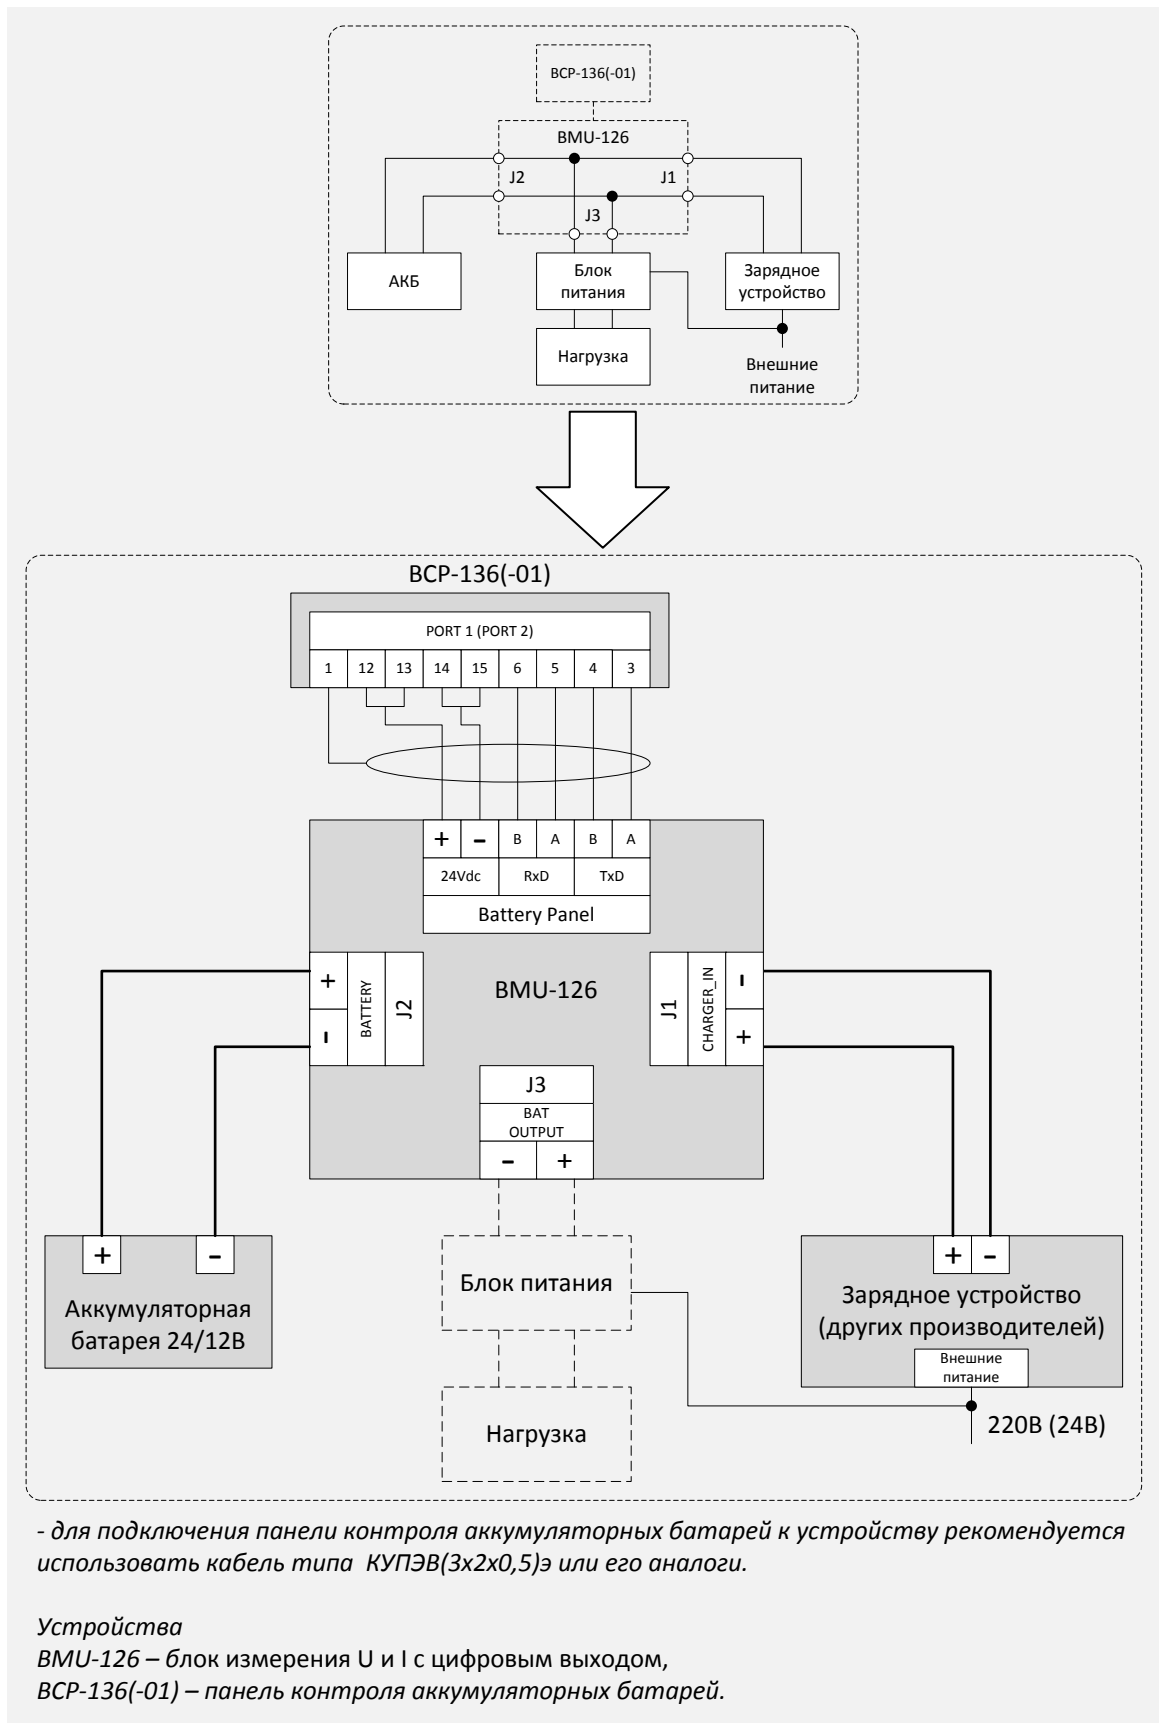 BCP-136(-01)
BMU-126
J2
J1
J3
АКБ
Блок
питания
Зарядное
устройство
Нагрузка
Внешние
питание
BCP-136(-01)
PORT 1 (PORT 2)
1 12 13 14 15 6 5 4 3
+ - B A B A
24Vdc RxD TxD
Battery Panel
BMU-126
+
-
BATTERY
J2
J1
CHARGER_IN
-
+
J3
BAT
OUTPUT
- +
+ -
Аккумуляторная
батарея 24/12В
Блок питания
Нагрузка
+ -
Зарядное устройство
(других производителей)
Внешние
питание
220В (24В)
- для подключения панели контроля аккумуляторных батарей к устройству рекомендуется
использовать кабель типа КУПЭВ(3х2х0,5)э или его аналоги.
Устройства
BMU-126 – блок измерения U и I с цифровым выходом,
BCP-136(-01) – панель контроля аккумуляторных батарей.